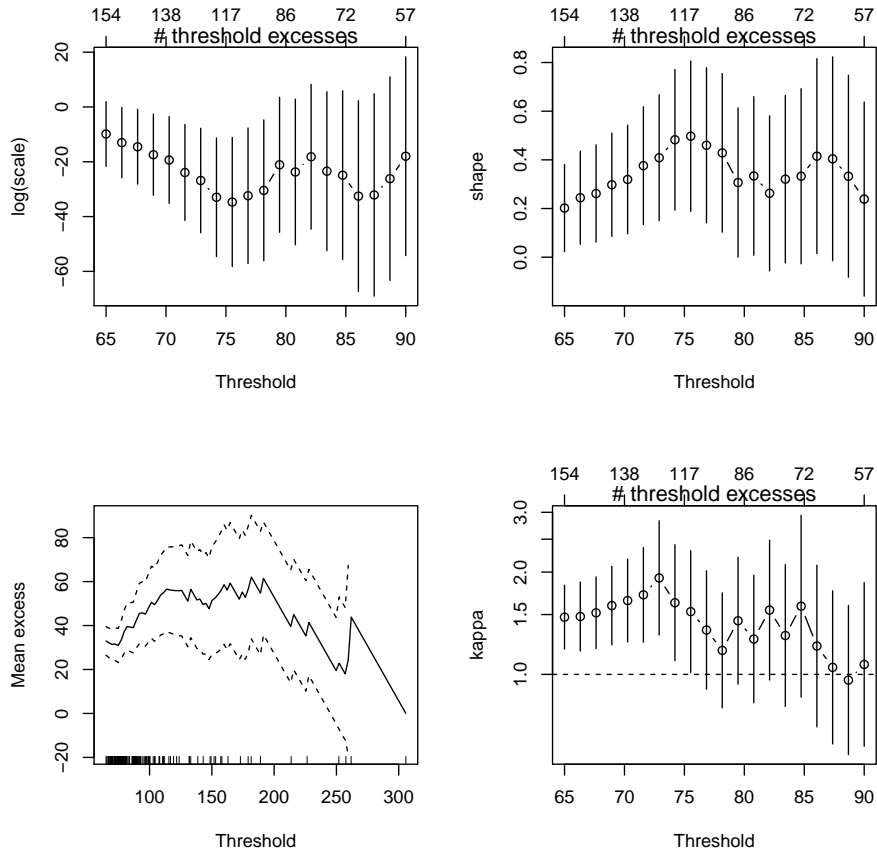 154 138 117 86 72 57
# threshold excesses
20
0
−20
−40
−60
log(scale)
65 70 75 80 85 90
Threshold
154 138 117 86 72 57
# threshold excesses
0.8
0.6
0.4
0.2
0.0
shape
65 70 75 80 85 90
Threshold
80
60
40
20
0
−20
Mean excess
100 150 200 250 300
Threshold
154 138 117 86 72 57
# threshold excesses
3.0
2.0
1.5
1.0
kappa
65 70 75 80 85 90
Threshold